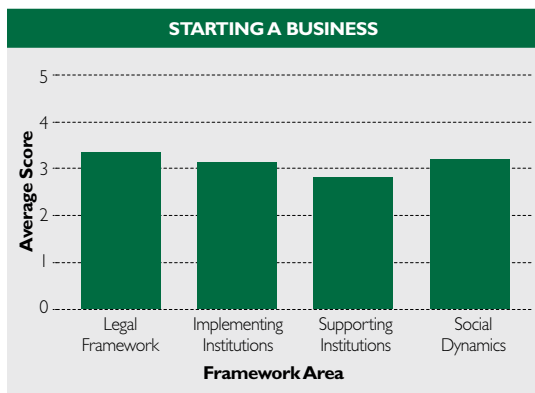 STARTING A BUSINESS
5
4
3
2
1
0
Average Score
Legal
Framework
Implementing
Institutions
Supporting
Institutions
Social
Dynamics
Framework Area